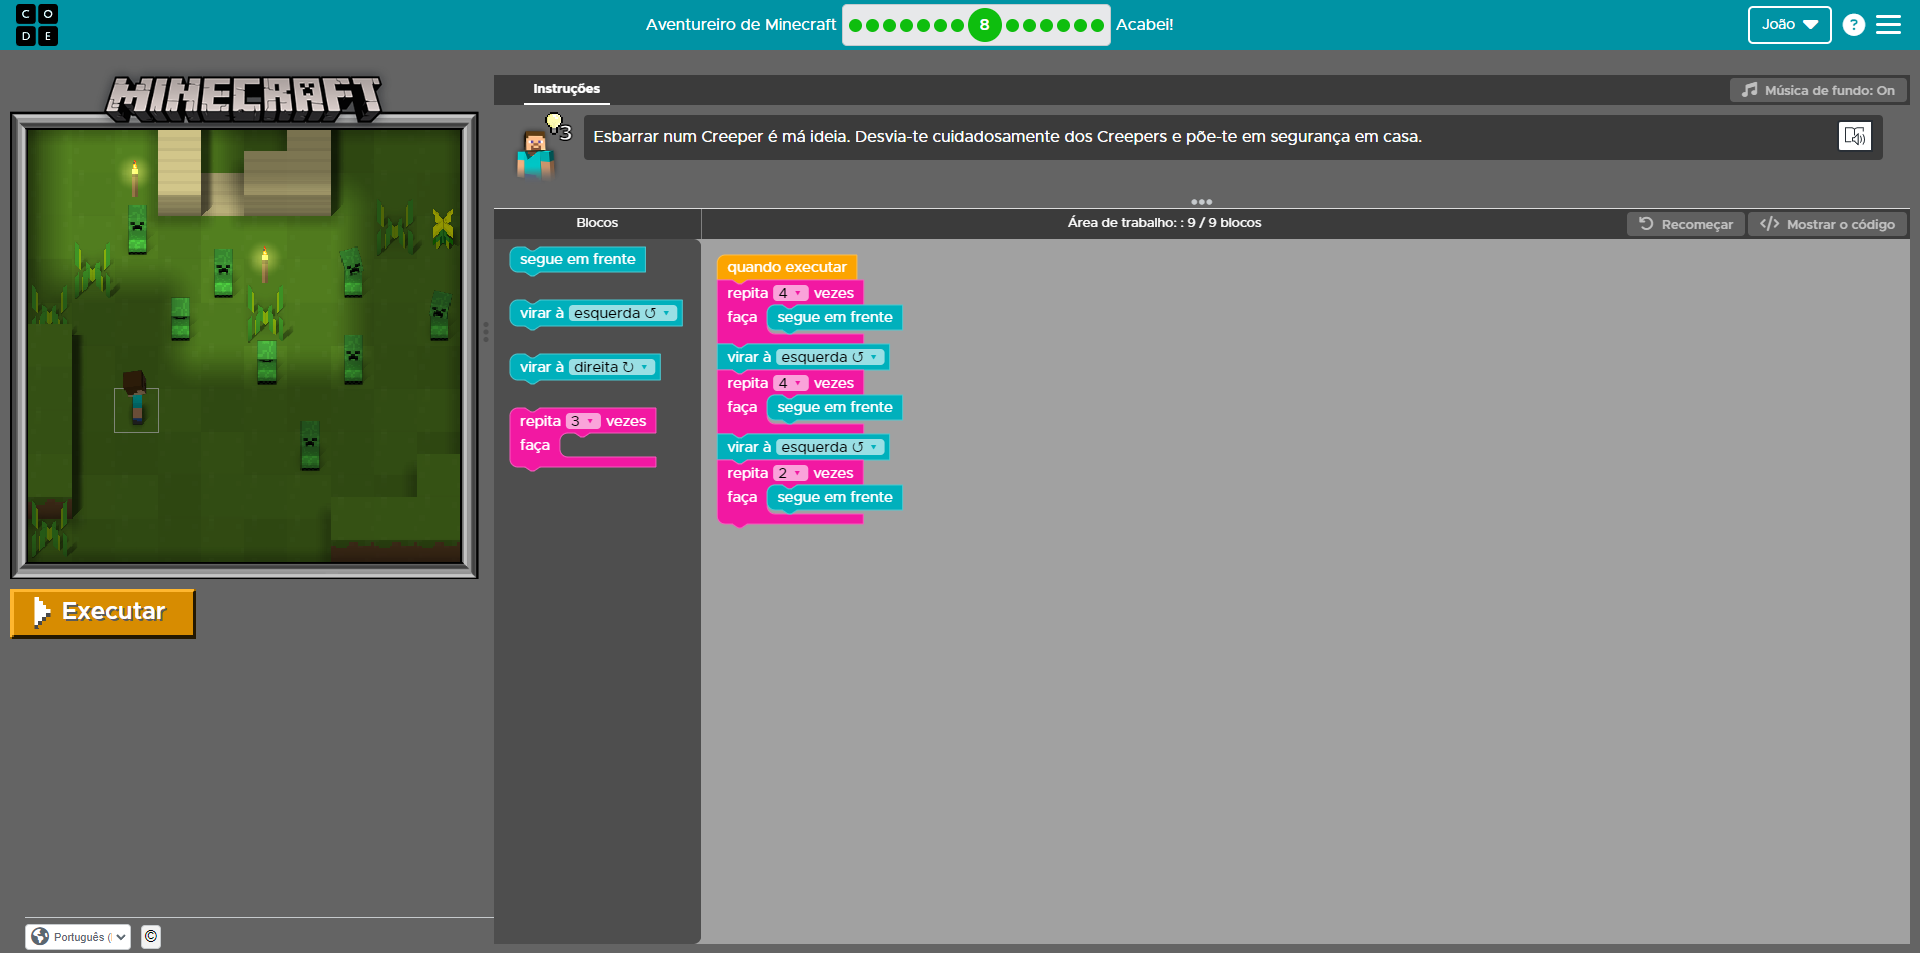 CODE
Aventureiro de Minecraft
8
Acabei!
João
?
MINECRAFT
Instruções
Música de fundo: On
3
Esbarrar num Creeper é má ideia. Desvia-te cuidadosamente dos Creepers e põe-te em segurança em casa.
Blocos
Área de trabalho: : 9 / 9 blocos
Recomeçar
</> Mostrar o código
segue em frente
virar à esquerda ↺
virar à direita ↻
repita 3 vezes
faça
quando executar
repita 4 vezes
faça segue em frente
virar à esquerda ↺
repita 4 vezes
faça segue em frente
virar à esquerda ↺
repita 2 vezes
faça segue em frente
Executar
Português (
©